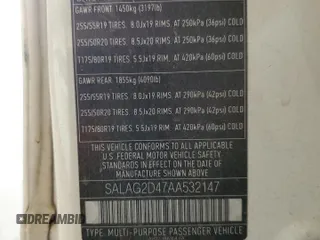 GAWR FRONT: 1450kg (3197lb)
255/55R19 TIRES. 8.0Jx19 RIMS. AT 250kPa (36psi) COLD
255/50R20 TIRES. 8.5Jx20 RIMS. AT 250kPa (36psi) COLD
T175/80R19 TIRES. 5.5Jx19 RIM. AT 420kPa (60psi) COLD
GAWR REAR: 1855kg (4090lb)
255/55R19 TIRES. 8.0Jx19 RIMS. AT 290kPa (42psi) COLD
255/50R20 TIRES. 8.5Jx20 RIMS. AT 290kPa (42psi) COLD
T175/80R19 TIRES. 5.5Jx19 RIM. AT 420kPa (60psi) COLD
THIS VEHICLE CONFORMS TO ALL APPLICABLE
U.S FEDERAL MOTOR VEHICLE SAFETY
STANDARDS IN EFFECT ON THE DATE OF
MANUFACTURE SHOWN ABOVE.
SALAG2D47AA532147
TYPE: MULTI-PURPOSE PASSENGER VEHICLE